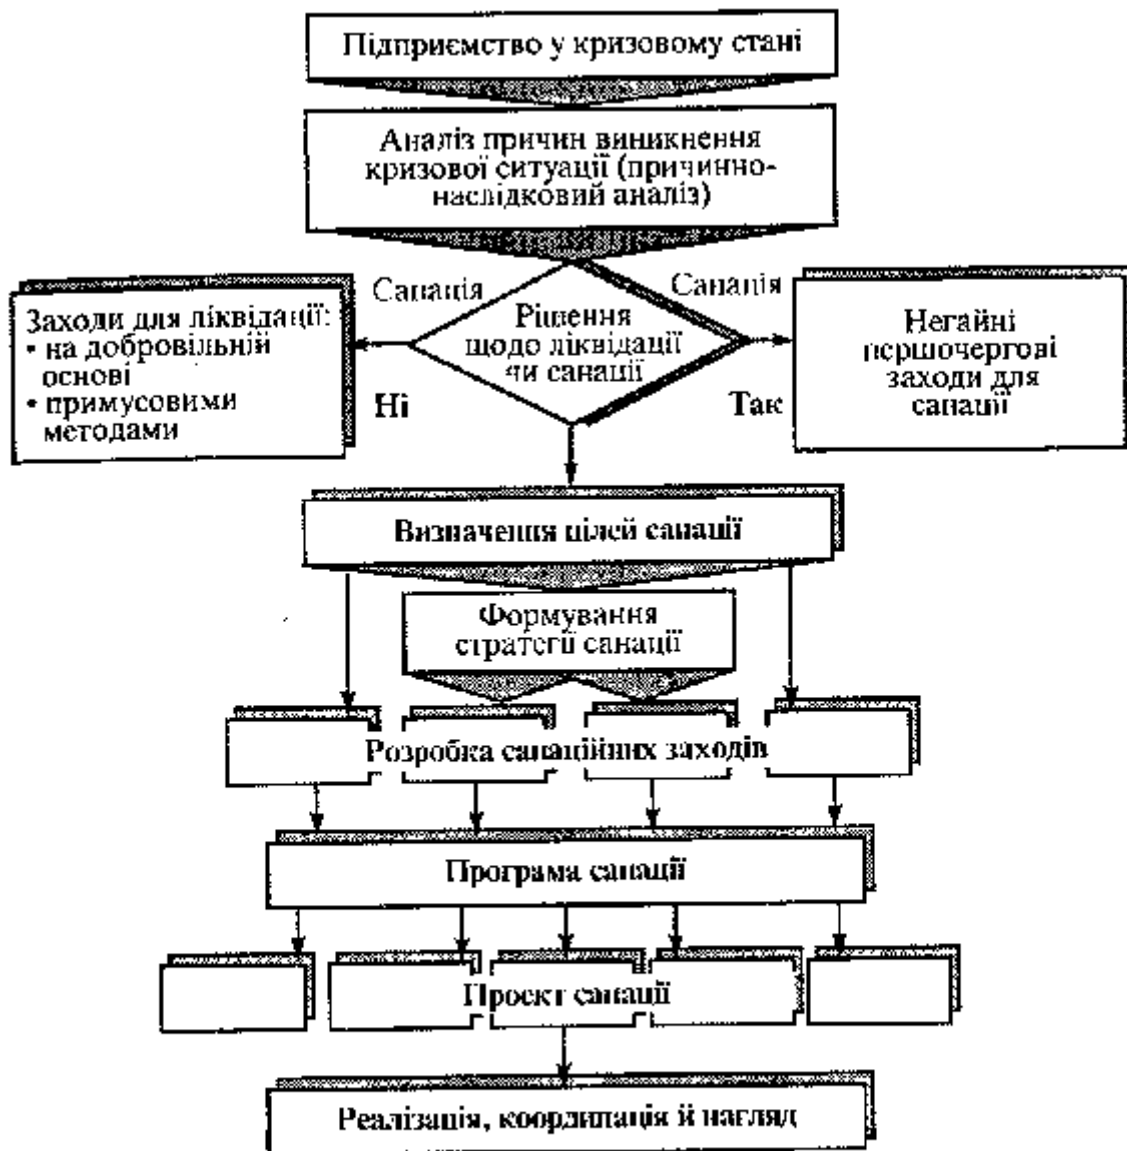 Підприємство у кризовому стані
Аналіз причин виникнення
кризової ситуації (причинно-
наслідковий аналіз)
Санація
Санація
Заходи для ліквідації:
• на добровільній
основі
• примусовими
методами
Рішення
щодо ліквідації
чи санації
Негайні
першочергові
заходи для
санації
Ні
Так
Визначення цілей санації
Формування
стратегії санації
Розробка санаційних заходів
Програма санації
Проєкт санації
Реалізація, координація й нагляд